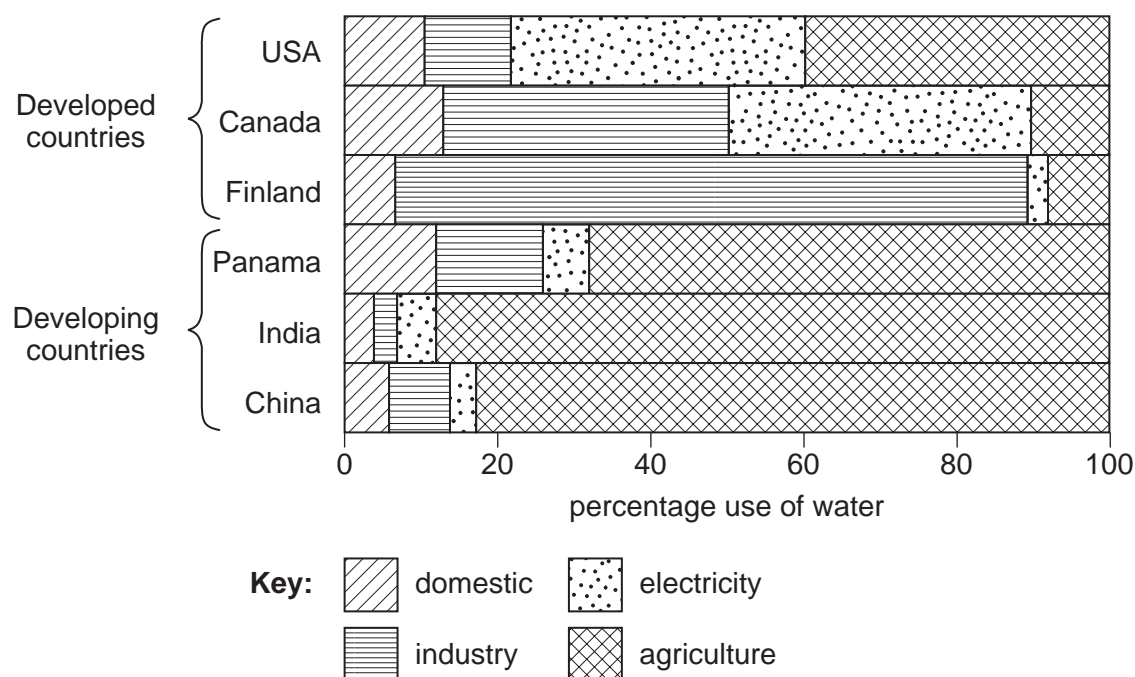 Developed
countries
USA
Canada
Finland
Developing
countries
Panama
India
China
0 20 40 60 80 100
percentage use of water
Key: domestic electricity
industry agriculture